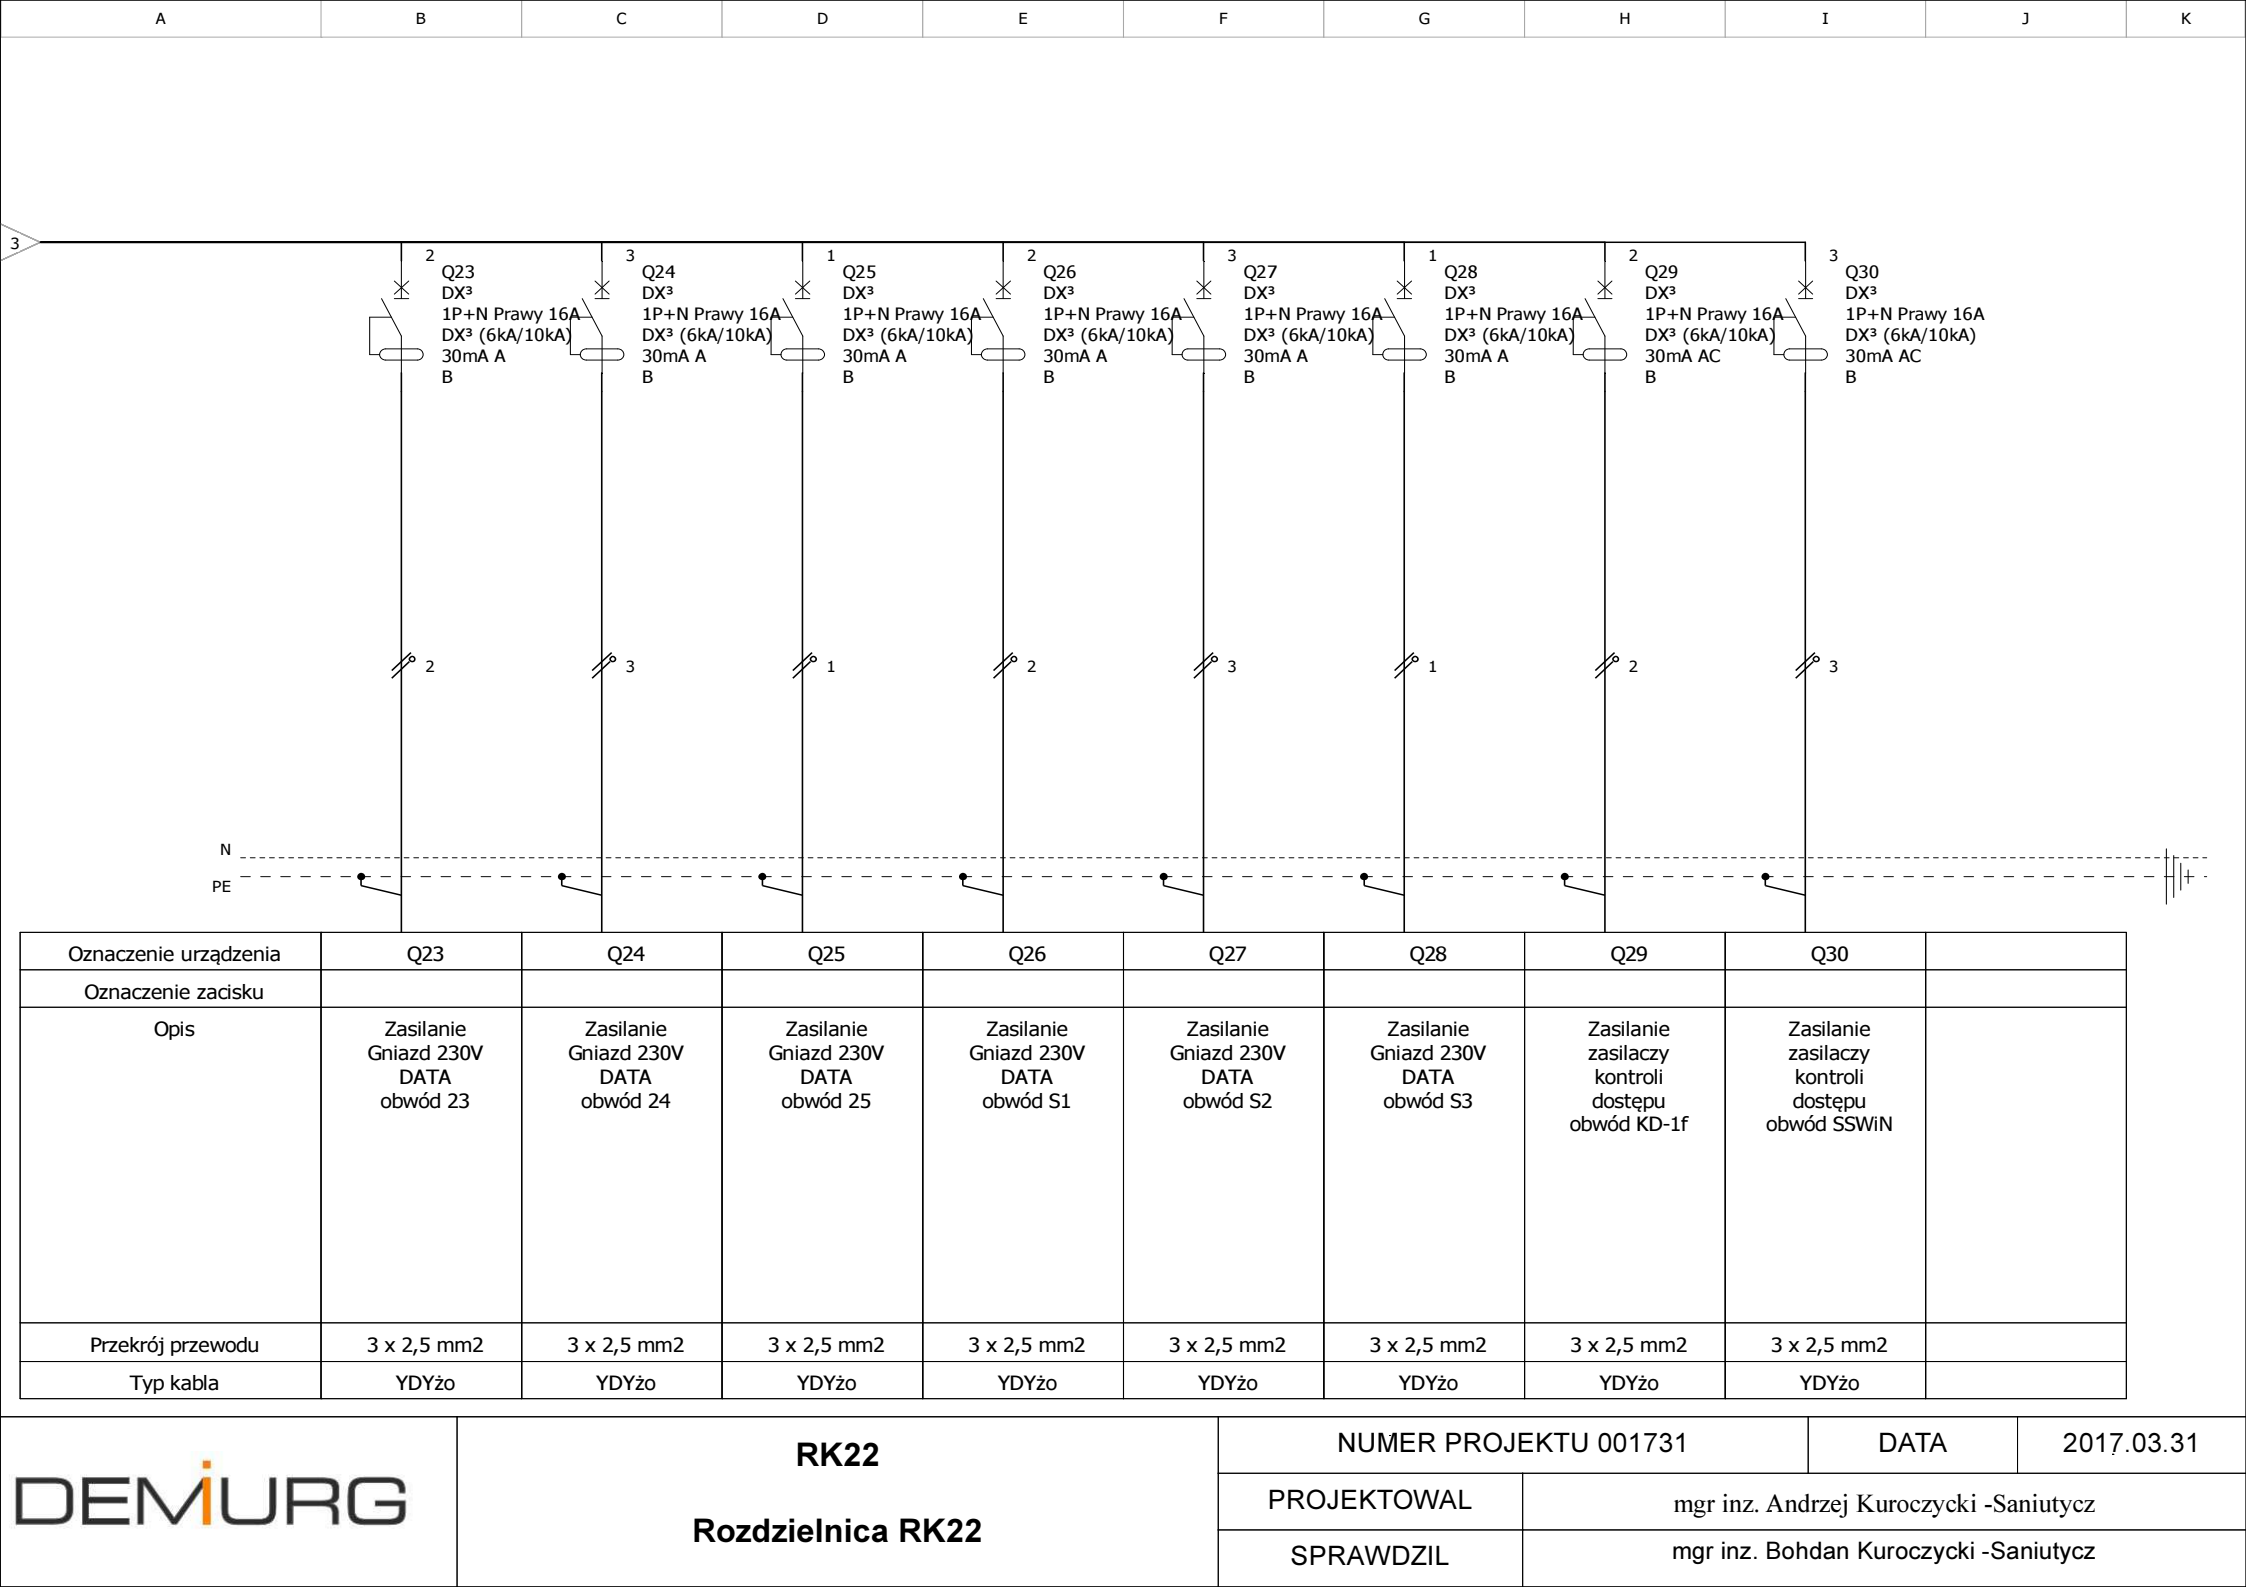 A B C D E F G H I J K
3
2 3 1 2 3 1 2 3
Q23 Q24 Q25 Q26 Q27 Q28 Q29 Q30
DX³ DX³ DX³ DX³ DX³ DX³ DX³ DX³
1P+N Prawy 16A 1P+N Prawy 16A 1P+N Prawy 16A 1P+N Prawy 16A 1P+N Prawy 16A 1P+N Prawy 16A 1P+N Prawy 16A 1P+N Prawy 16A
DX³ (6kA/10kA) DX³ (6kA/10kA) DX³ (6kA/10kA) DX³ (6kA/10kA) DX³ (6kA/10kA) DX³ (6kA/10kA) DX³ (6kA/10kA) DX³ (6kA/10kA)
30mA A 30mA A 30mA A 30mA A 30mA A 30mA A 30mA AC 30mA AC
B B B B B B B B
2 3 1 2 3 1 2 3
N
PE
Oznaczenie urządzenia Q23 Q24 Q25 Q26 Q27 Q28 Q29 Q30
Oznaczenie zacisku
Opis Zasilanie Zasilanie Zasilanie Zasilanie Zasilanie Zasilanie Zasilanie Zasilanie
Gniazd 230V Gniazd 230V Gniazd 230V Gniazd 230V Gniazd 230V Gniazd 230V zasilaczy zasilaczy
DATA DATA DATA DATA DATA DATA kontroli kontroli
obwód 23 obwód 24 obwód 25 obwód S1 obwód S2 obwód S3 dostępu dostępu
obwód KD-1f obwód SSWiN
Przekrój przewodu 3 x 2,5 mm2 3 x 2,5 mm2 3 x 2,5 mm2 3 x 2,5 mm2 3 x 2,5 mm2 3 x 2,5 mm2 3 x 2,5 mm2 3 x 2,5 mm2
Typ kabla YDYżo YDYżo YDYżo YDYżo YDYżo YDYżo YDYżo YDYżo
DEMiURG
RK22
Rozdzielnica RK22
NUMER PROJEKTU 001731 DATA 2017.03.31
PROJEKTOWAL mgr inz. Andrzej Kuroczycki -Saniutycz
SPRAWDZIL mgr inz. Bohdan Kuroczycki -Saniutycz